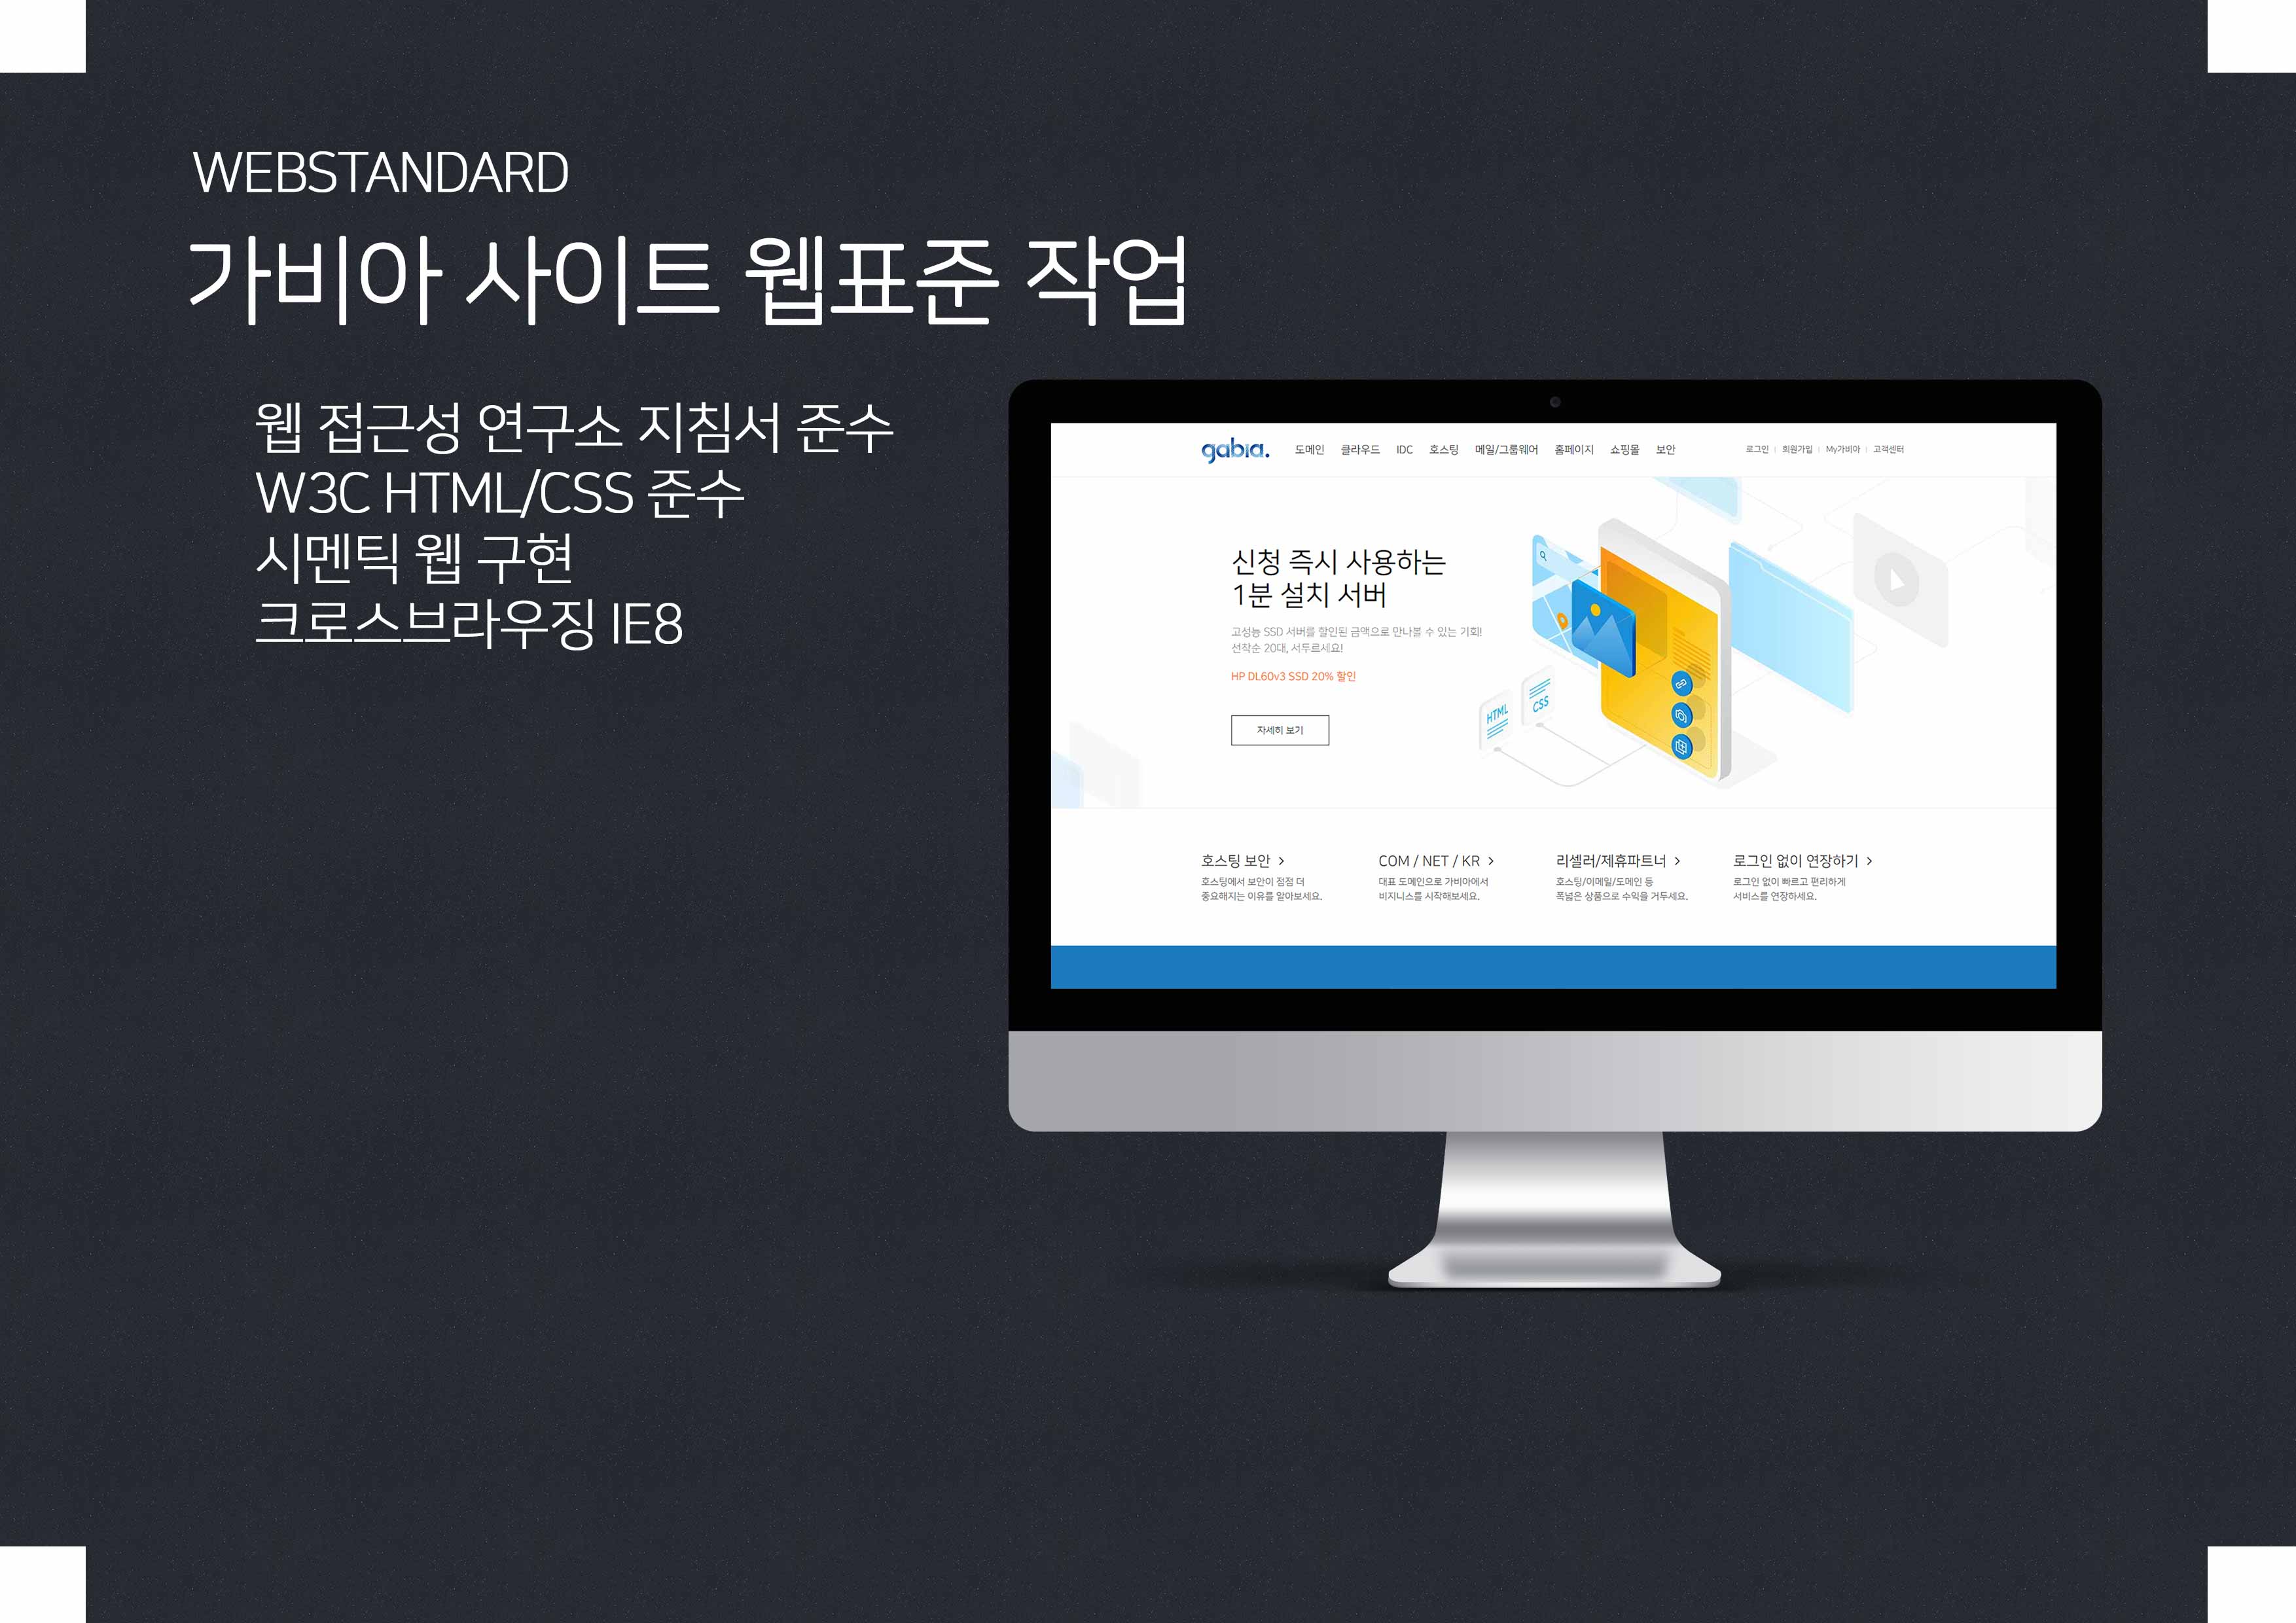 WEBSTANDARD
가비아 사이트 웹표준 작업
웹 접근성 연구소 지침서 준수
W3C HTML/CSS 준수
시멘틱 웹 구현
크로스브라우징 IE8
gabia. 도메인 클라우드 IDC 호스팅 메일/그룹웨어 홈페이지 쇼핑몰 보안 로그인 | 회원가입 | My가비아 | 고객센터
신청 즉시 사용하는
1분 설치 서버
고성능 SSD 서버를 할인된 금액으로 만나볼 수 있는 기회!
선착순 20대, 서두르세요!
HP DL60v3 SSD 20% 할인
자세히 보기
HTML
CSS
호스팅 보안 >
호스팅에서 보안이 점점 더
중요해지는 이유를 알아보세요.
COM / NET / KR >
대표 도메인으로 가비아에서
비지니스를 시작해보세요.
리셀러/제휴파트너 >
호스팅/이메일/도메인 등
폭넓은 상품으로 수익을 거두세요.
로그인 없이 연장하기 >
로그인 없이 빠르고 편리하게
서비스를 연장하세요.